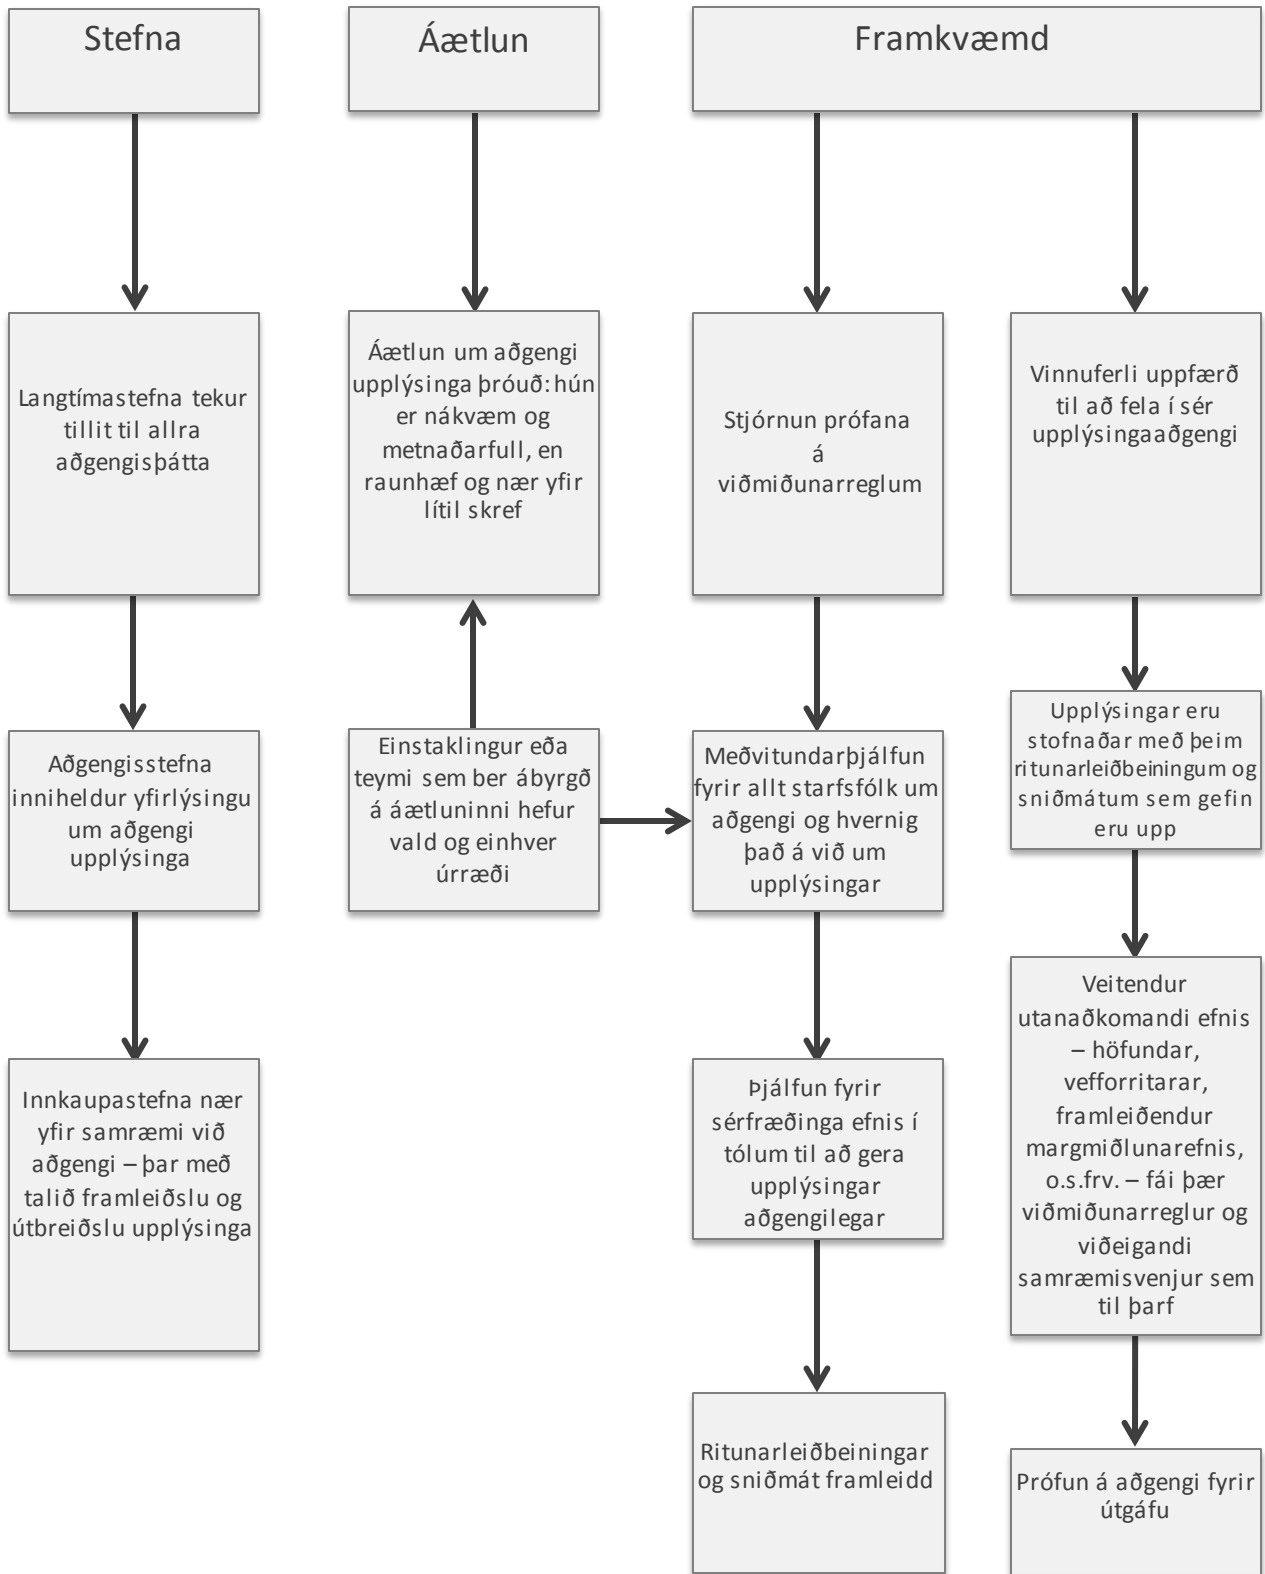 Stefna
Áætlun
Framkvæmd
Langtímastefna tekur
tillit til allra
aðgengisþátta
Áætlun um aðgengi
upplýsinga þróuð: hún
er nákvæm og
metnaðarfull, en
raunhæf og nær yfir
lítil skref
Stjórnun prófana
á
viðmiðunarreglum
Vinnuferli uppfærð
til að fela í sér
upplýsingaaðgengi
Aðgengisstefna
inniheldur yfirlýsingu
um aðgengi
upplýsinga
Einstaklingur eða
teymi sem ber ábyrgð
á áætluninni hefur
vald og einhver
úrræði
Meðvitundarþjálfun
fyrir allt starfsfólk um
aðgengi og hvernig
það á við um
upplýsingar
Upplýsingar eru
stofnaðar með þeim
ritunarleiðbeiningum og
sniðmátum sem gefin
eru upp
Innkaupastefna nær
yfir samræmi við
aðgengi – þar með
talið framleiðslu og
útbreiðslu upplýsinga
Þjálfun fyrir
sérfræðinga efnis í
tólum til að gera
upplýsingar
aðgengilegar
Veitendur
utanaðkomandi efnis
– höfundar,
vefforritarar,
framleiðendur
margmiðlunarefnis,
o.s.frv. – fái þær
viðmiðunarreglur og
viðeigandi
samræmisvenjur sem
til þarf
Ritunarleiðbeiningar
og sniðmát framleidd
Prófun á aðgengi fyrir
útgáfu